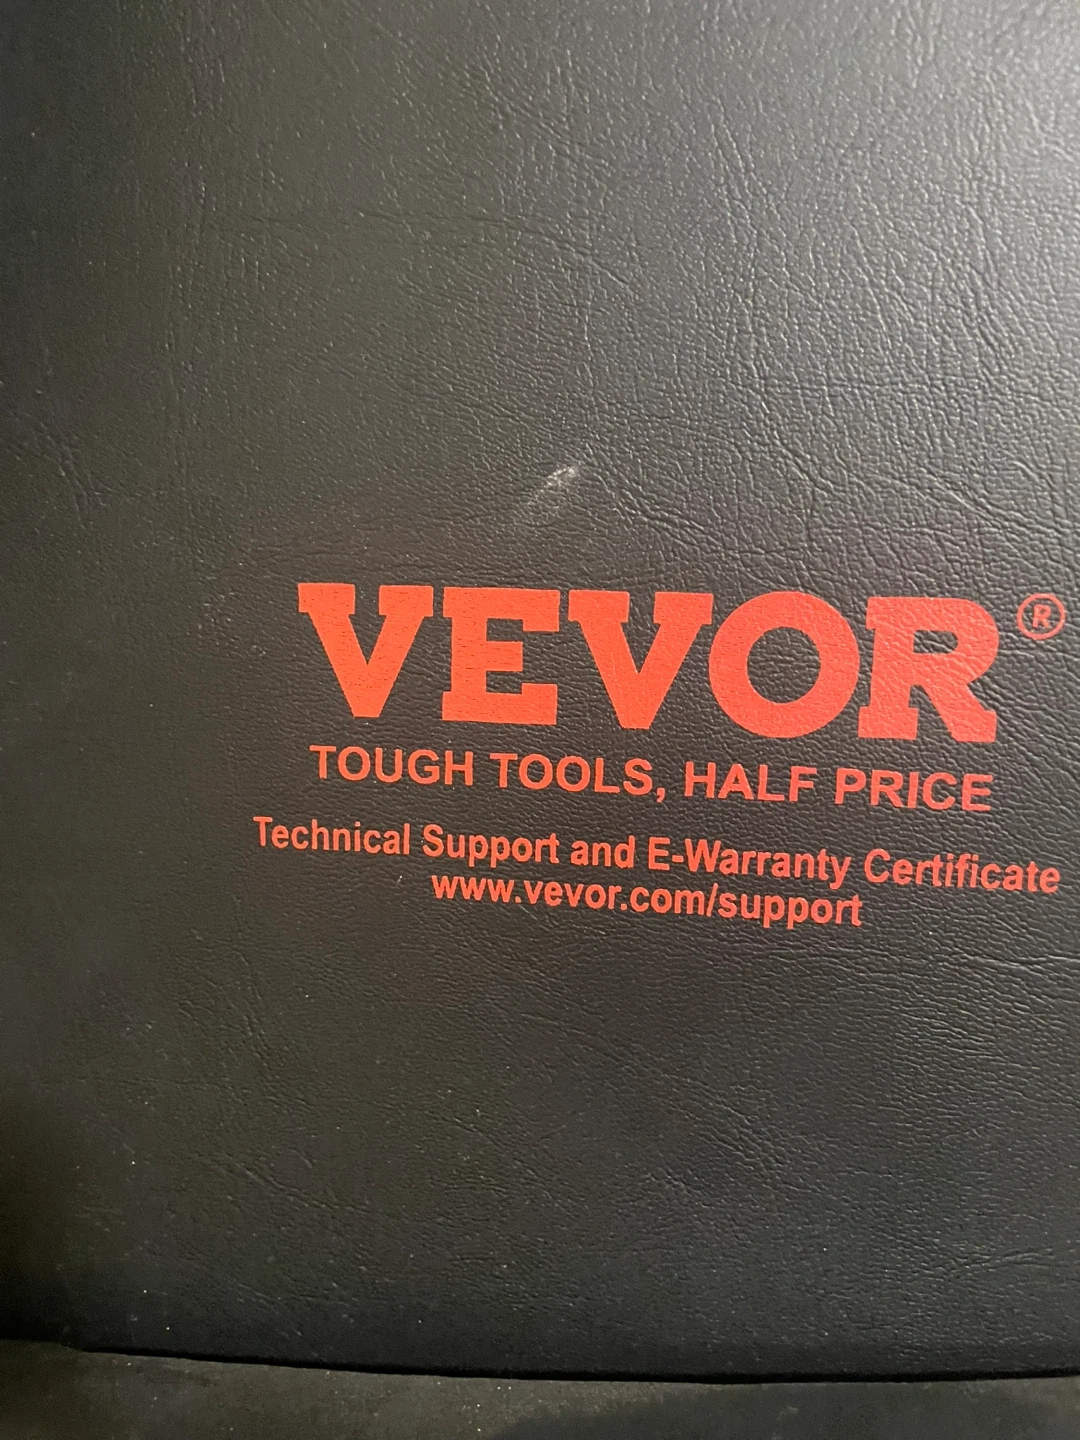 VEVOR®
TOUGH TOOLS, HALF PRICE
Technical Support and E-Warranty Certificate
www.vevor.com/support